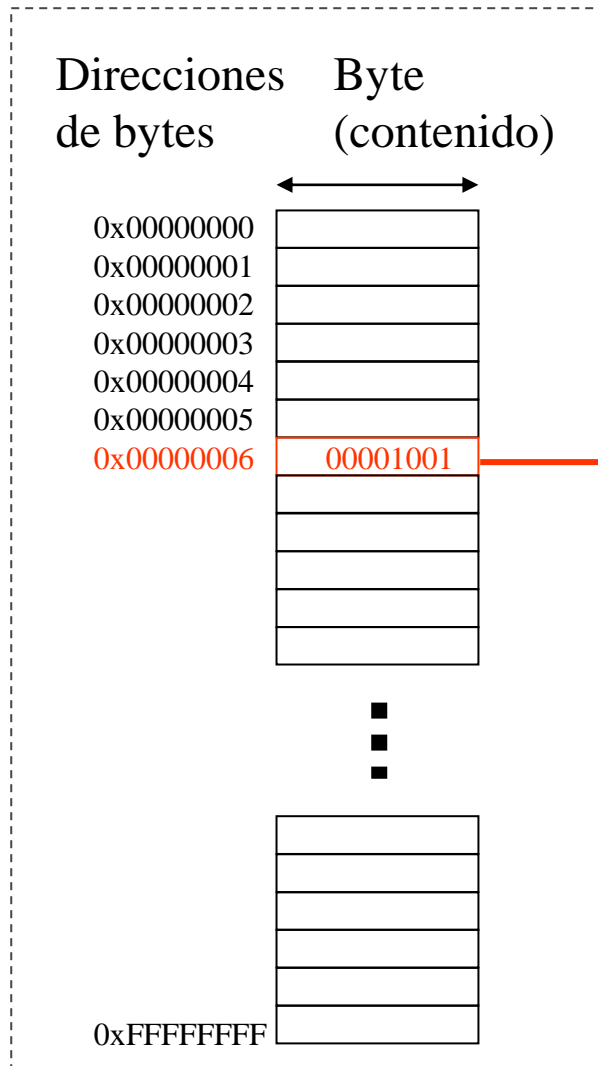 Direcciones de bytes
Byte (contenido)
0x00000000
0x00000001
0x00000002
0x00000003
0x00000004
0x00000005
0x00000006 00001001
0xFFFFFFFF